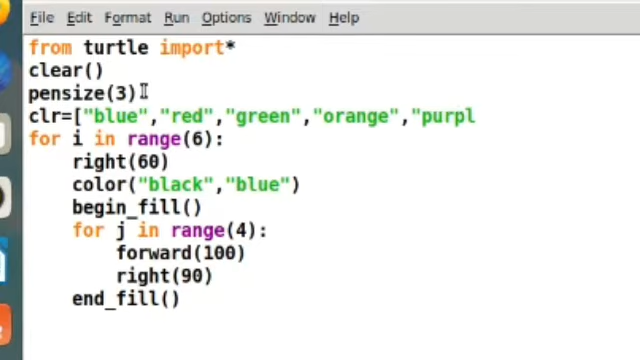 File Edit Format Run Options Window Help
from turtle import*
clear()
pensize(3)
clr=["blue","red","green","orange","purpl
for i in range(6):
    right(60)
    color("black","blue")
    begin_fill()
    for j in range(4):
        forward(100)
        right(90)
    end_fill()